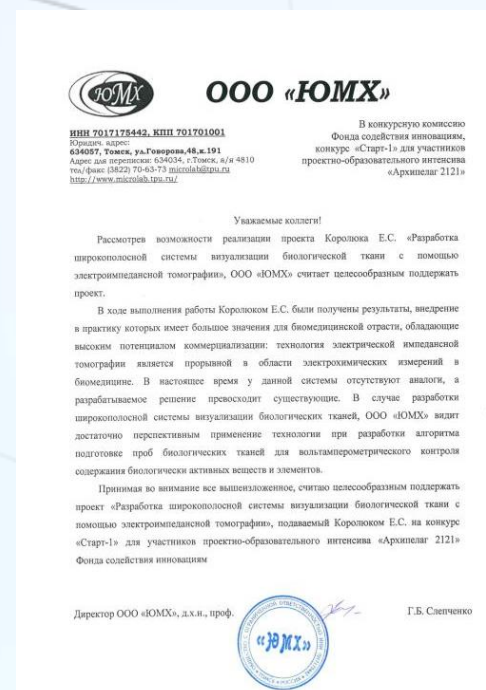 ЮМХ
ООО «ЮМХ»
ИНН 7017175442, КПП 701701001
Юридич. адрес:
634057, Томск, ул.Говорова,48,к.191
Адрес для переписки: 634034, г.Томск, а/я 4810
тел/факс (3822) 70-63-73 microlab@tpu.ru
http://www.microlab.tpu.ru/
В конкурсную комиссию
Фонда содействия инновациям,
конкурс «Старт-1» для участников
проектно-образовательного интенсива
«Архипелаг 2121»
Уважаемые коллеги!
Рассмотрев возможности реализации проекта Королюка Е.С. «Разработка
широкополосной системы визуализации биологической ткани с помощью
электроимпедансной томографии», ООО «ЮМХ» считает целесообразным поддержать
проект.
В ходе выполнения работы Королюком Е.С. были получены результаты, внедрение
в практику которых имеет большое значения для биомедицинской отрасти, обладающие
высоким потенциалом коммерциализации: технология электрической импедансной
томографии является прорывной в области электрохимических измерений в
биомедицине. В настоящее время у данной системы отсутствуют аналоги, а
разрабатываемое решение превосходит существующие. В случае разработки
широкополосной системы визуализации биологических тканей, ООО «ЮМХ» видит
достаточно перспективным применение технологии при разработки алгоритма
подготовке проб биологических тканей для вольтамперометрического контроля
содержания биологически активных веществ и элементов.
Принимая во внимание все вышеизложенное, считаю целесообразным поддержать
проект «Разработка широкополосной системы визуализации биологической ткани с
помощью электроимпедансной томографии», подаваемый Королюком Е.С. на конкурс
«Старт-1» для участников проектно-образовательного интенсива «Архипелаг 2121»
Фонда содействия инновациям
Директор ООО «ЮМХ», д.х.н., проф.
Г.Б. Слепченко
«ЮМХ»